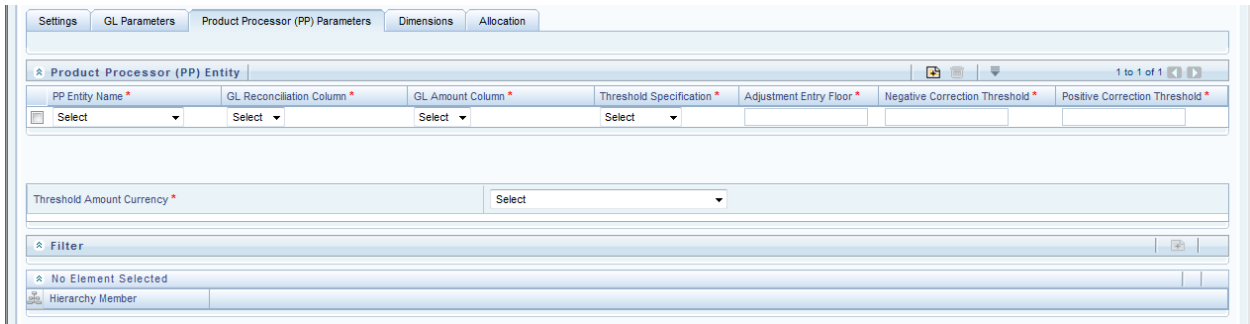 Settings GL Parameters Product Processor (PP) Parameters Dimensions Allocation
Product Processor (PP) Entity 1 to 1 of 1
PP Entity Name * GL Reconciliation Column * GL Amount Column * Threshold Specification * Adjustment Entry Floor * Negative Correction Threshold * Positive Correction Threshold *
Select Select Select Select
Threshold Amount Currency * Select
Filter
No Element Selected
Hierarchy Member